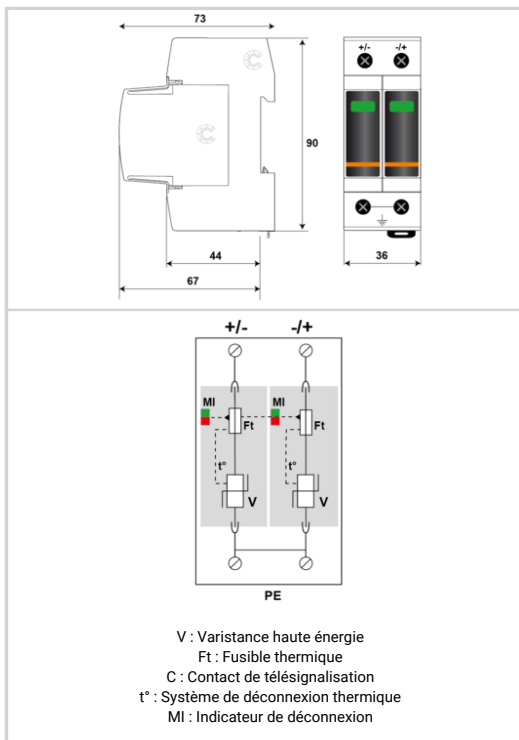 73
+/- -/+
90
44
67
36
+/- -/+
MI MI
Ft Ft
t° t°
V V
PE
V : Varistance haute énergie
Ft : Fusible thermique
C : Contact de télésignalisation
t° : Système de déconnexion thermique
MI : Indicateur de déconnexion